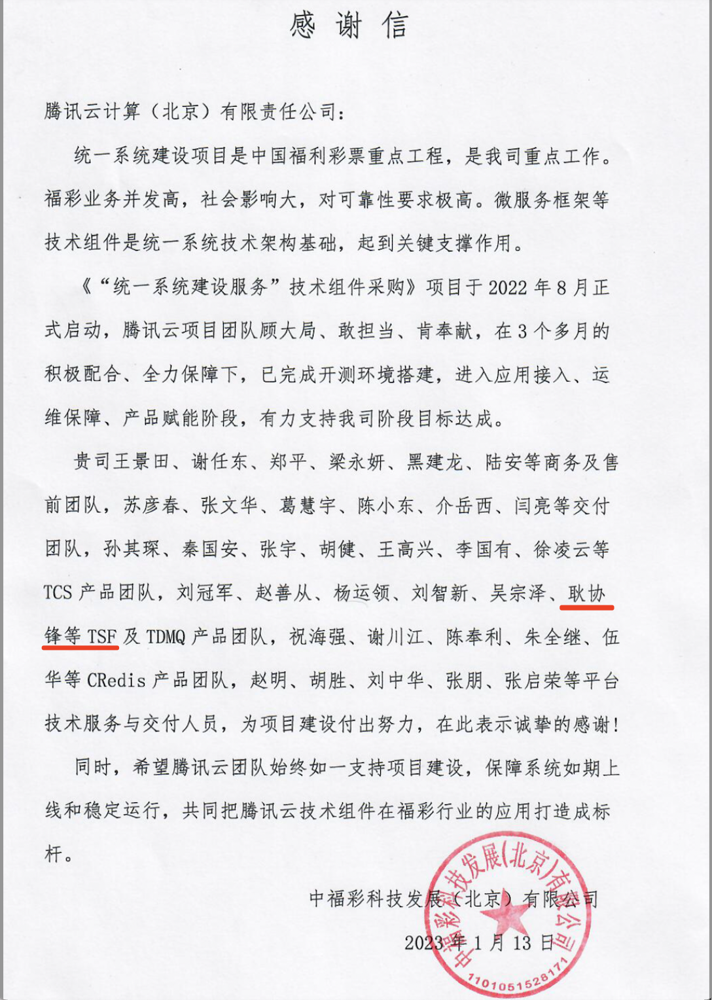 感谢信
腾讯云计算（北京）有限责任公司：
统一系统建设项目是中国福利彩票重点工程，是我司重点工作。
福彩业务并发高，社会影响大，对可靠性要求极高。微服务框架等
技术组件是统一系统技术架构基础，起到关键支撑作用。
《“统一系统建设服务”技术组件采购》项目于 2022 年 8 月正
式启动，腾讯云项目团队顾大局、敢担当、肯奉献，在 3 个多月的
积极配合、全力保障下，已完成开测环境搭建，进入应用接入、运
维保障、产品赋能阶段，有力支持我司阶段目标达成。
贵司王景田、谢任东、郑平、梁永妍、黑建龙、陆安等商务及售
前团队，苏彦春、张文华、葛慧宇、陈小东、介岳西、闫亮等交付
团队，孙其琛、秦国安、张宇、胡健、王高兴、李国有、徐凌云等
TCS 产品团队，刘冠军、赵善从、杨运领、刘智新、吴宗泽、耿协
锋等 TSF 及 TDMQ 产品团队，祝海强、谢川江、陈奉利、朱全继、伍
华等 CRedis 产品团队，赵明、胡胜、刘中华、张朋、张启荣等平台
技术服务与交付人员，为项目建设付出努力，在此表示诚挚的感谢！
同时，希望腾讯云团队始终如一支持项目建设，保障系统如期上
线和稳定运行，共同把腾讯云技术组件在福彩行业的应用打造成标
杆。
中福彩科技发展（北京）有限公司
2023 年 1 月 13 日
中福彩科技发展(北京)有限公司
1101051528171